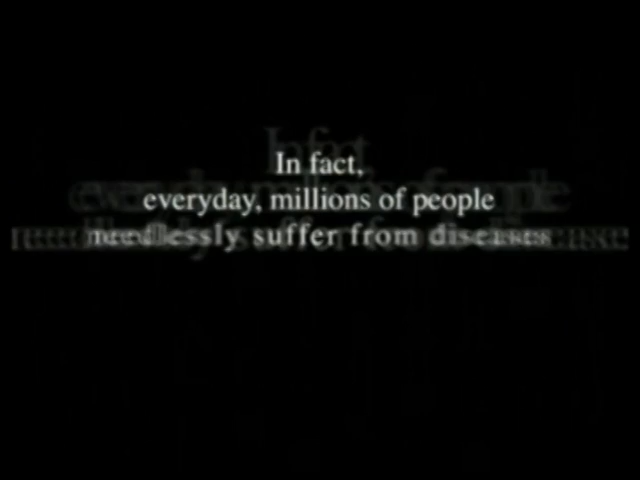 In fact,
everyday, millions of people
needlessly suffer from diseases